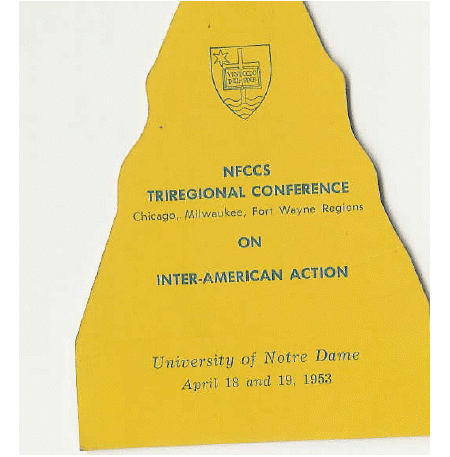 NFCCS
TRIREGIONAL CONFERENCE
Chicago, Milwaukee, Fort Wayne Regions
ON
INTER-AMERICAN ACTION
University of Notre Dame
April 18 and 19, 1953